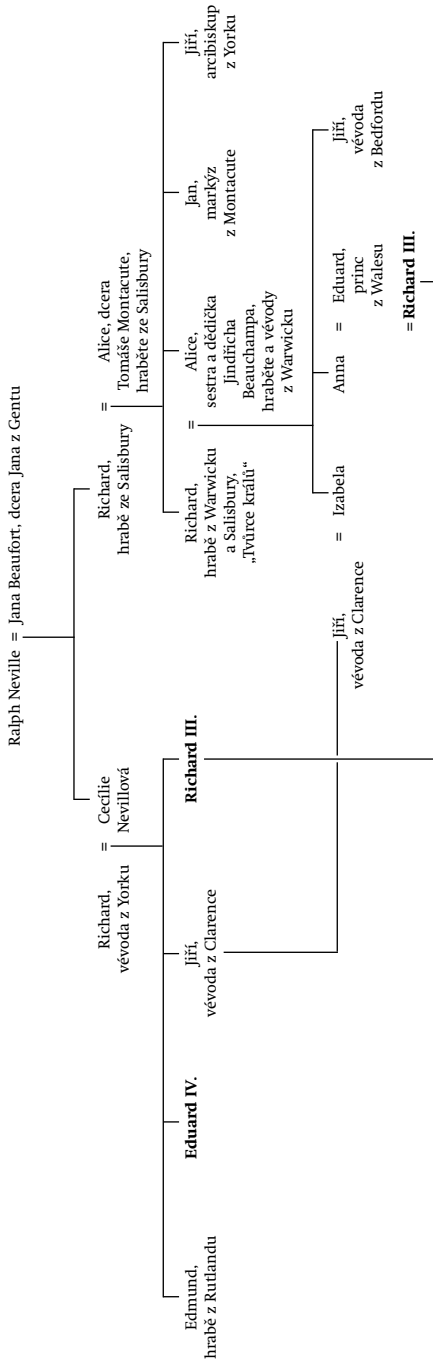 Ralph Neville = Jana Beaufort, dcera Jana z Gentu
Richard,
vévoda z Yorku
=
Cecílie
Nevillová
Richard,
hrabě ze Salisbury
=
Alice, dcera
Tomáše Montacute,
hraběte ze Salisbury
Edmund,
hrabě z Rutlandu
Eduard IV.
Jiří,
vévoda z Clarence
Richard III.
Richard,
hrabě z Warwicku
a Salisbury,
„Tvůrce králů“
=
Alice,
sestra a dědička
Jindřicha
Beauchampa,
hraběte a vévody
z Warwicku
Jan,
markýz
z Montacute
Jiří,
arcibiskup
z Yorku
Jiří,
vévoda z Clarence
= Izabela
Anna
= Eduard,
princ
z Walesu
Jiří,
vévoda
z Bedfordu
= Richard III.